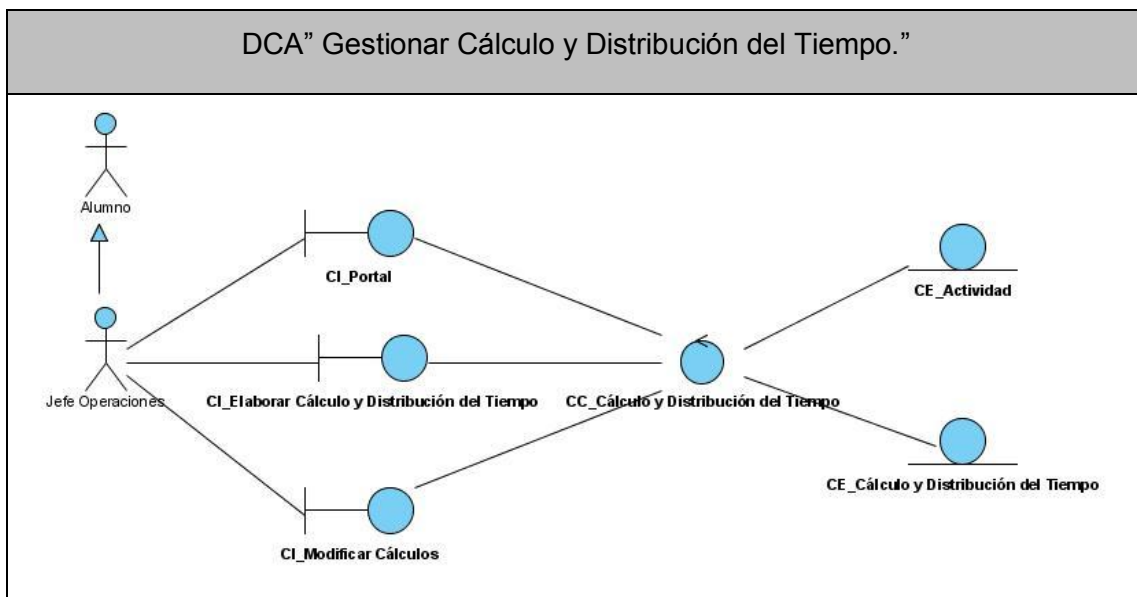 DCA” Gestionar Cálculo y Distribución del Tiempo.”
Alumno
CI_Portal
CE_Actividad
Jefe Operaciones
CI_Elaborar Cálculo y Distribución del Tiempo
CC_Cálculo y Distribución del Tiempo
CE_Cálculo y Distribución del Tiempo
CI_Modificar Cálculos